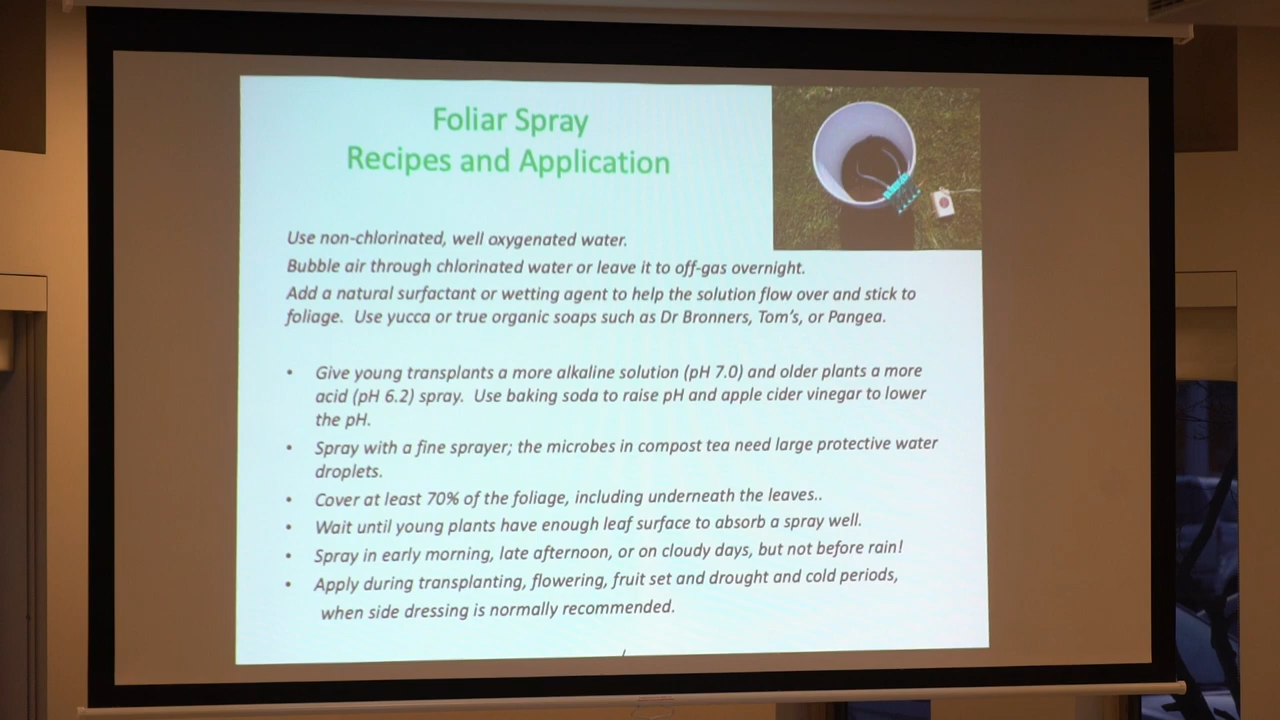 Foliar Spray
Recipes and Application
Use non-chlorinated, well oxygenated water.
Bubble air through chlorinated water or leave it to off-gas overnight.
Add a natural surfactant or wetting agent to help the solution flow over and stick to
foliage. Use yucca or true organic soaps such as Dr Bronners, Tom's, or Pangea.
• Give young transplants a more alkaline solution (pH 7.0) and older plants a more
acid (pH 6.2) spray. Use baking soda to raise pH and apple cider vinegar to lower
the pH.
• Spray with a fine sprayer; the microbes in compost tea need large protective water
droplets.
• Cover at least 70% of the foliage, including underneath the leaves..
• Wait until young plants have enough leaf surface to absorb a spray well.
• Spray in early morning, late afternoon, or on cloudy days, but not before rain!
• Apply during transplanting, flowering, fruit set and drought and cold periods,
when side dressing is normally recommended.